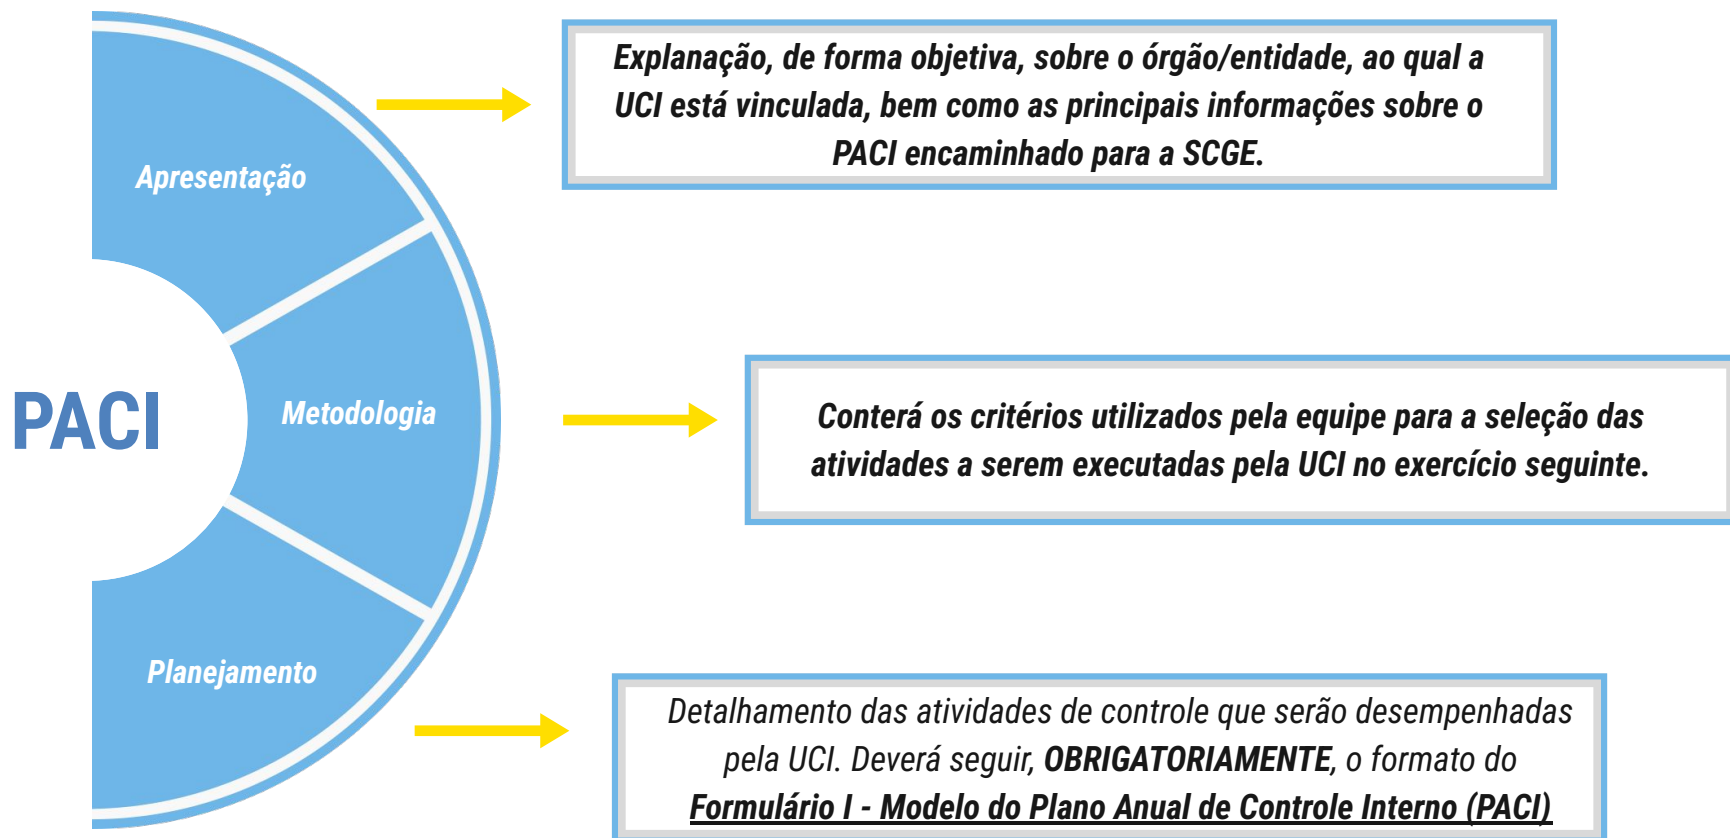 Explanação, de forma objetiva, sobre o órgão/entidade, ao qual a
UCI está vinculada, bem como as principais informações sobre o
PACI encaminhado para a SCGE.
Apresentação
PACI
Metodologia
Conterá os critérios utilizados pela equipe para a seleção das
atividades a serem executadas pela UCI no exercício seguinte.
Planejamento
Detalhamento das atividades de controle que serão desempenhadas
pela UCI. Deverá seguir, OBRIGATORIAMENTE, o formato do
Formulário I - Modelo do Plano Anual de Controle Interno (PACI)